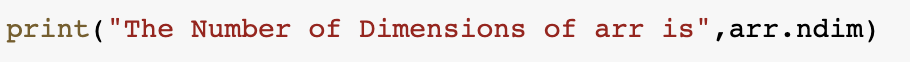 print("The Number of Dimensions of arr is",arr.ndim)